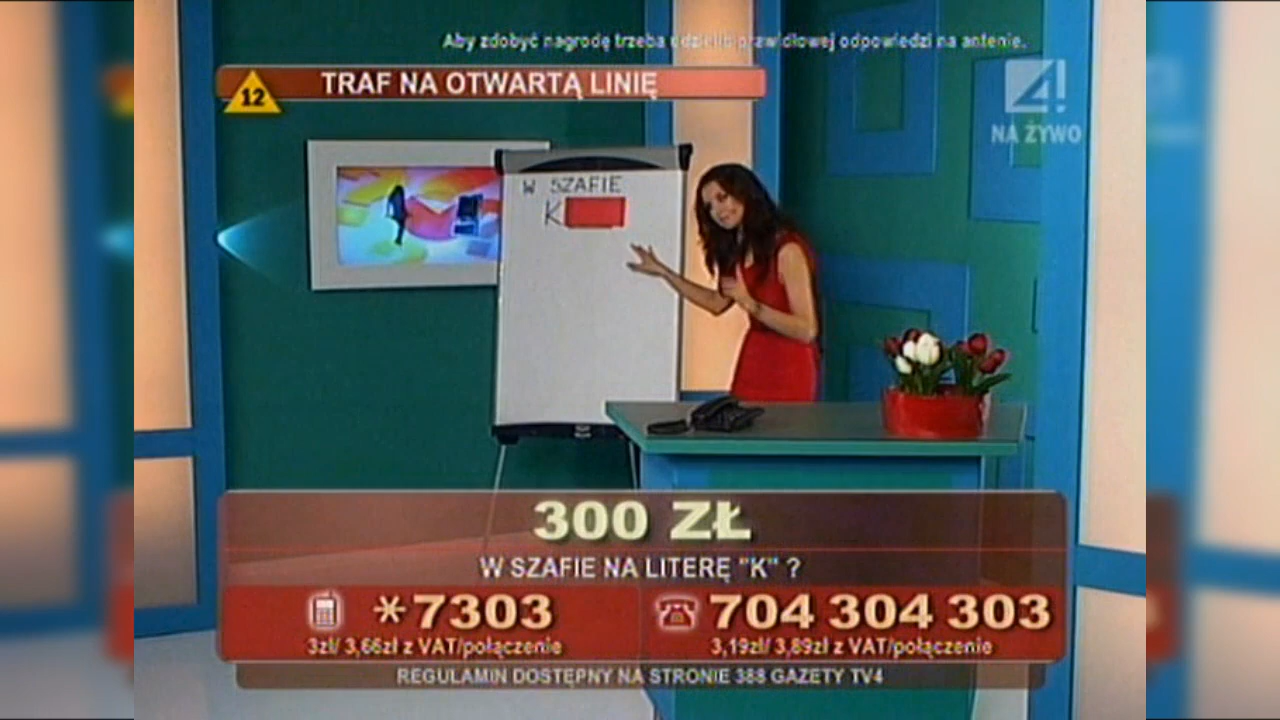 Aby zdobyć nagrodę trzeba udzielić prawidłowej odpowiedzi na antenie.
TRAF NA OTWARTĄ LINIĘ
12
4!
NA ŻYWO
W SZAFIE
K
300 ZŁ
W SZAFIE NA LITERĘ "K" ?
*7303
704 304 303
3zł/ 3,66zł z VAT/połączenie
3,19zł/ 3,89zł z VAT/połączenie
REGULAMIN DOSTĘPNY NA STRONIE 388 GAZETY TV4